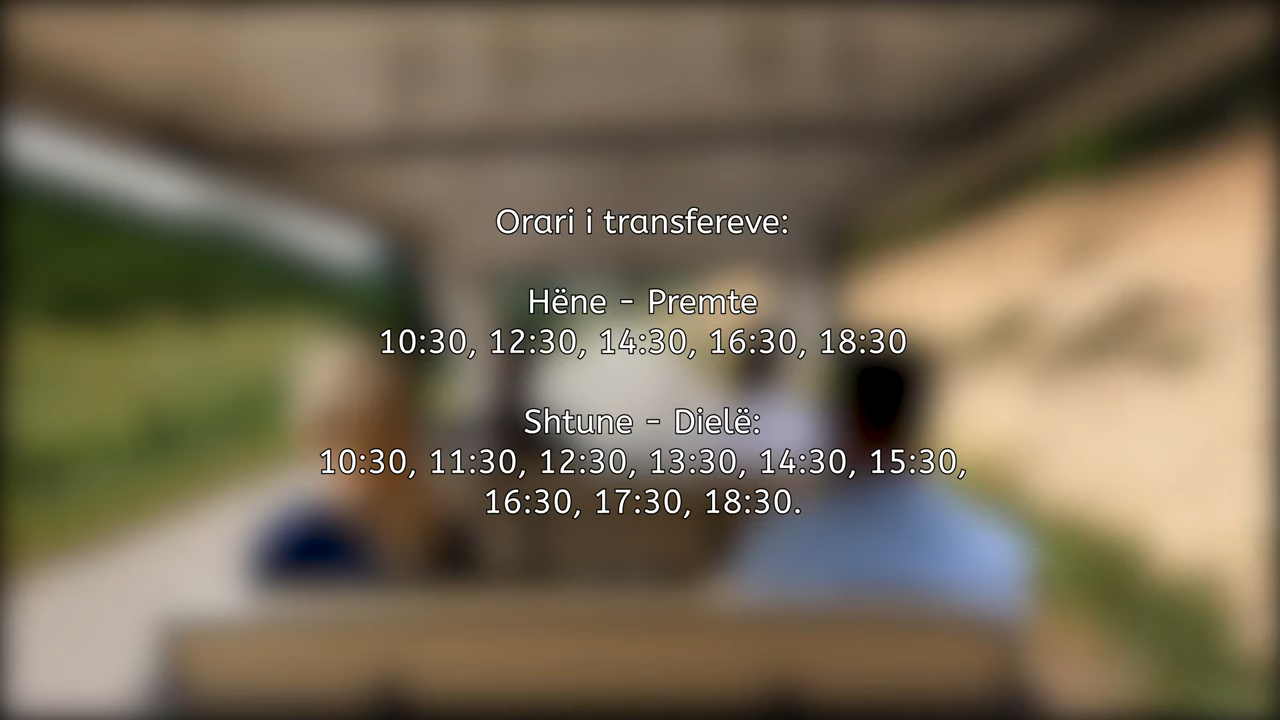 Orari i transfereve:
Hëne - Premte
10:30, 12:30, 14:30, 16:30, 18:30
Shtune - Dielë:
10:30, 11:30, 12:30, 13:30, 14:30, 15:30,
16:30, 17:30, 18:30.